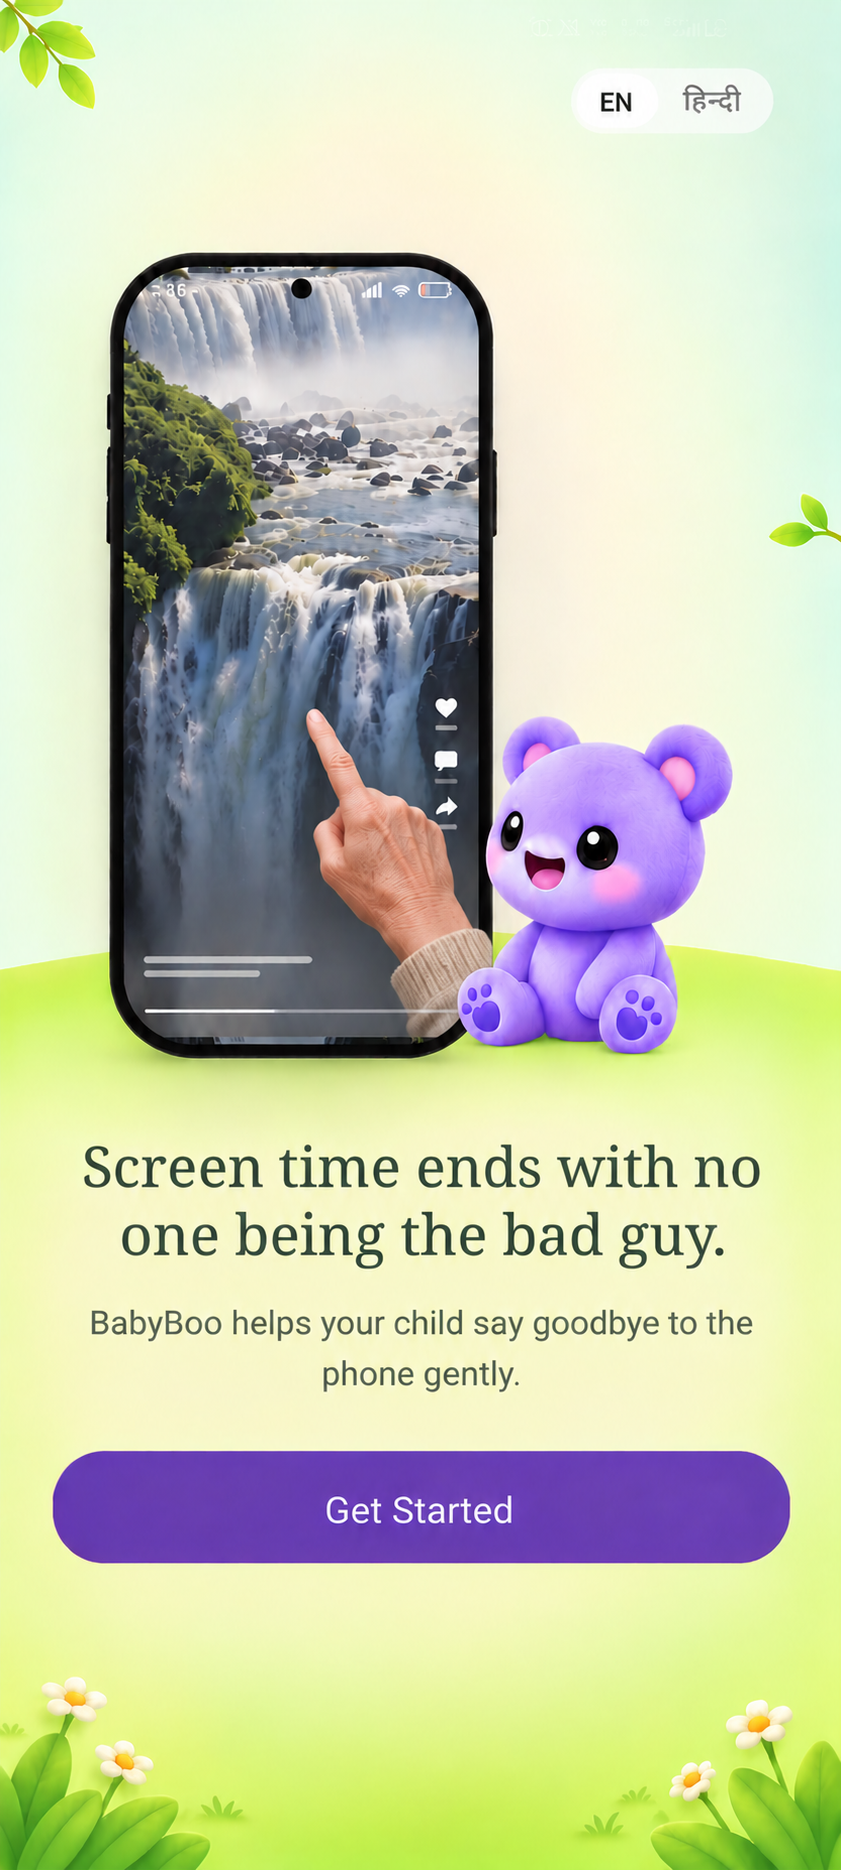 EN हिन्दी
Screen time ends with no
one being the bad guy.
BabyBoo helps your child say goodbye to the
phone gently.
Get Started